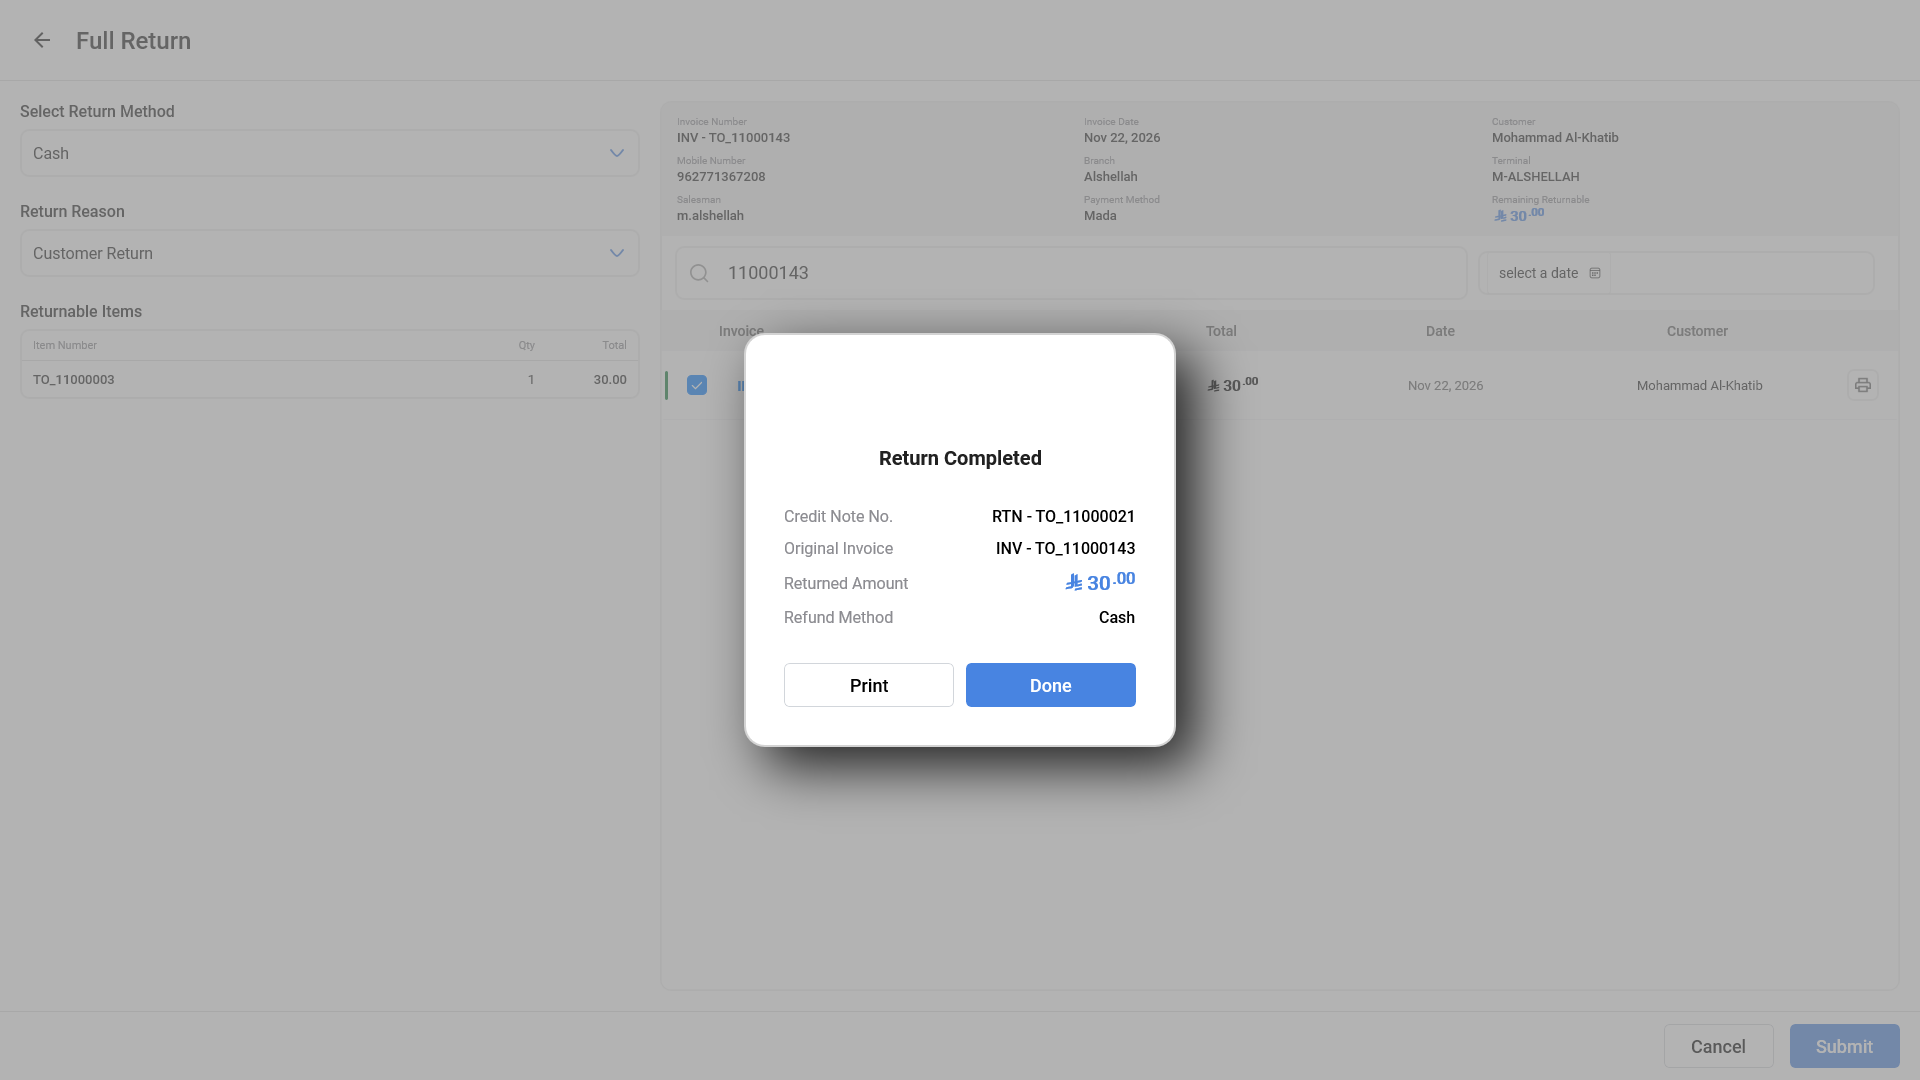 Full Return
Select Return Method
Cash
Return Reason
Customer Return
Returnable Items
Item Number Qty Total
TO_11000003 1 30.00
Invoice Number Invoice Date Customer
INV - TO_11000143 Nov 22, 2026 Mohammad Al-Khatib
Mobile Number Branch Terminal
962771367208 Alshellah M-ALSHELLAH
Salesman Payment Method Remaining Returnable
m.alshellah Mada 30.00
11000143 select a date
Invoice Total Date Customer
30.00 Nov 22, 2026 Mohammad Al-Khatib
Return Completed
Credit Note No. RTN - TO_11000021
Original Invoice INV - TO_11000143
Returned Amount 30.00
Refund Method Cash
Print Done
Cancel Submit